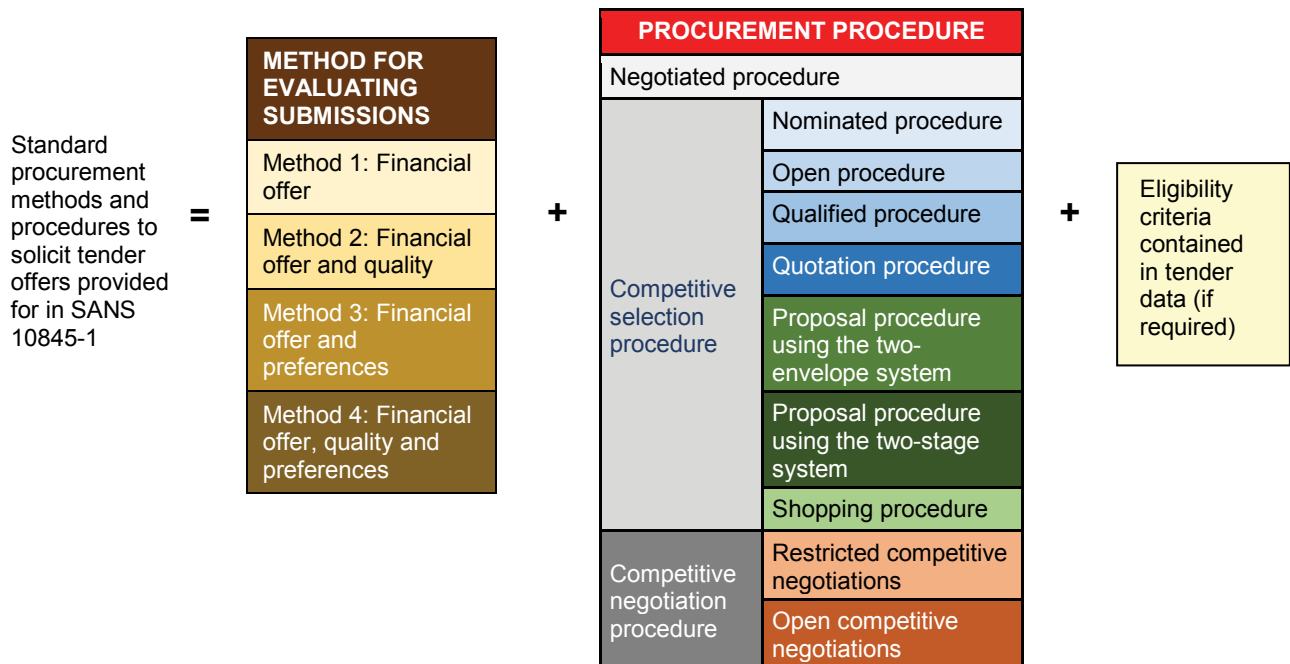 Standard
procurement
methods and
procedures to
solicit tender
offers provided
for in SANS
10845-1
=
METHOD FOR
EVALUATING
SUBMISSIONS
Method 1: Financial
offer
Method 2: Financial
offer and quality
Method 3: Financial
offer and
preferences
Method 4: Financial
offer, quality and
preferences
+
PROCUREMENT PROCEDURE
Negotiated procedure
Competitive
selection
procedure
Nominated procedure
Open procedure
Qualified procedure
Quotation procedure
Proposal procedure
using the two-
envelope system
Proposal procedure
using the two-stage
system
Shopping procedure
Competitive
negotiation
procedure
Restricted competitive
negotiations
Open competitive
negotiations
+
Eligibility
criteria
contained
in tender
data (if
required)